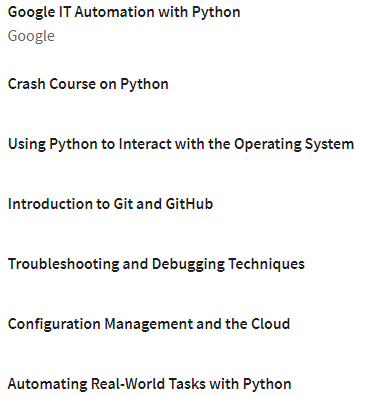 Google IT Automation with Python
Google
Crash Course on Python
Using Python to Interact with the Operating System
Introduction to Git and GitHub
Troubleshooting and Debugging Techniques
Configuration Management and the Cloud
Automating Real-World Tasks with Python